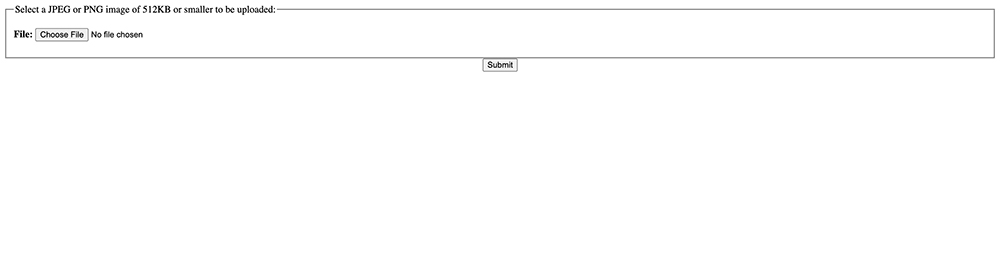 Select a JPEG or PNG image of 512KB or smaller to be uploaded:
File: Choose File No file chosen
Submit